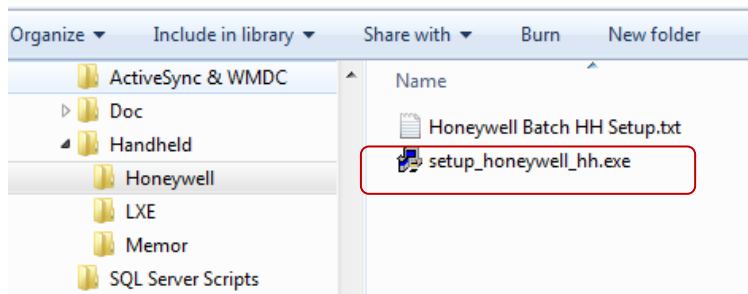 Organize Include in library Share with Burn New folder
ActiveSync & WMDC
Doc
Handheld
Honeywell
LXE
Memor
SQL Server Scripts
Name
Honeywell Batch HH Setup.txt
setup_honeywell_hh.exe